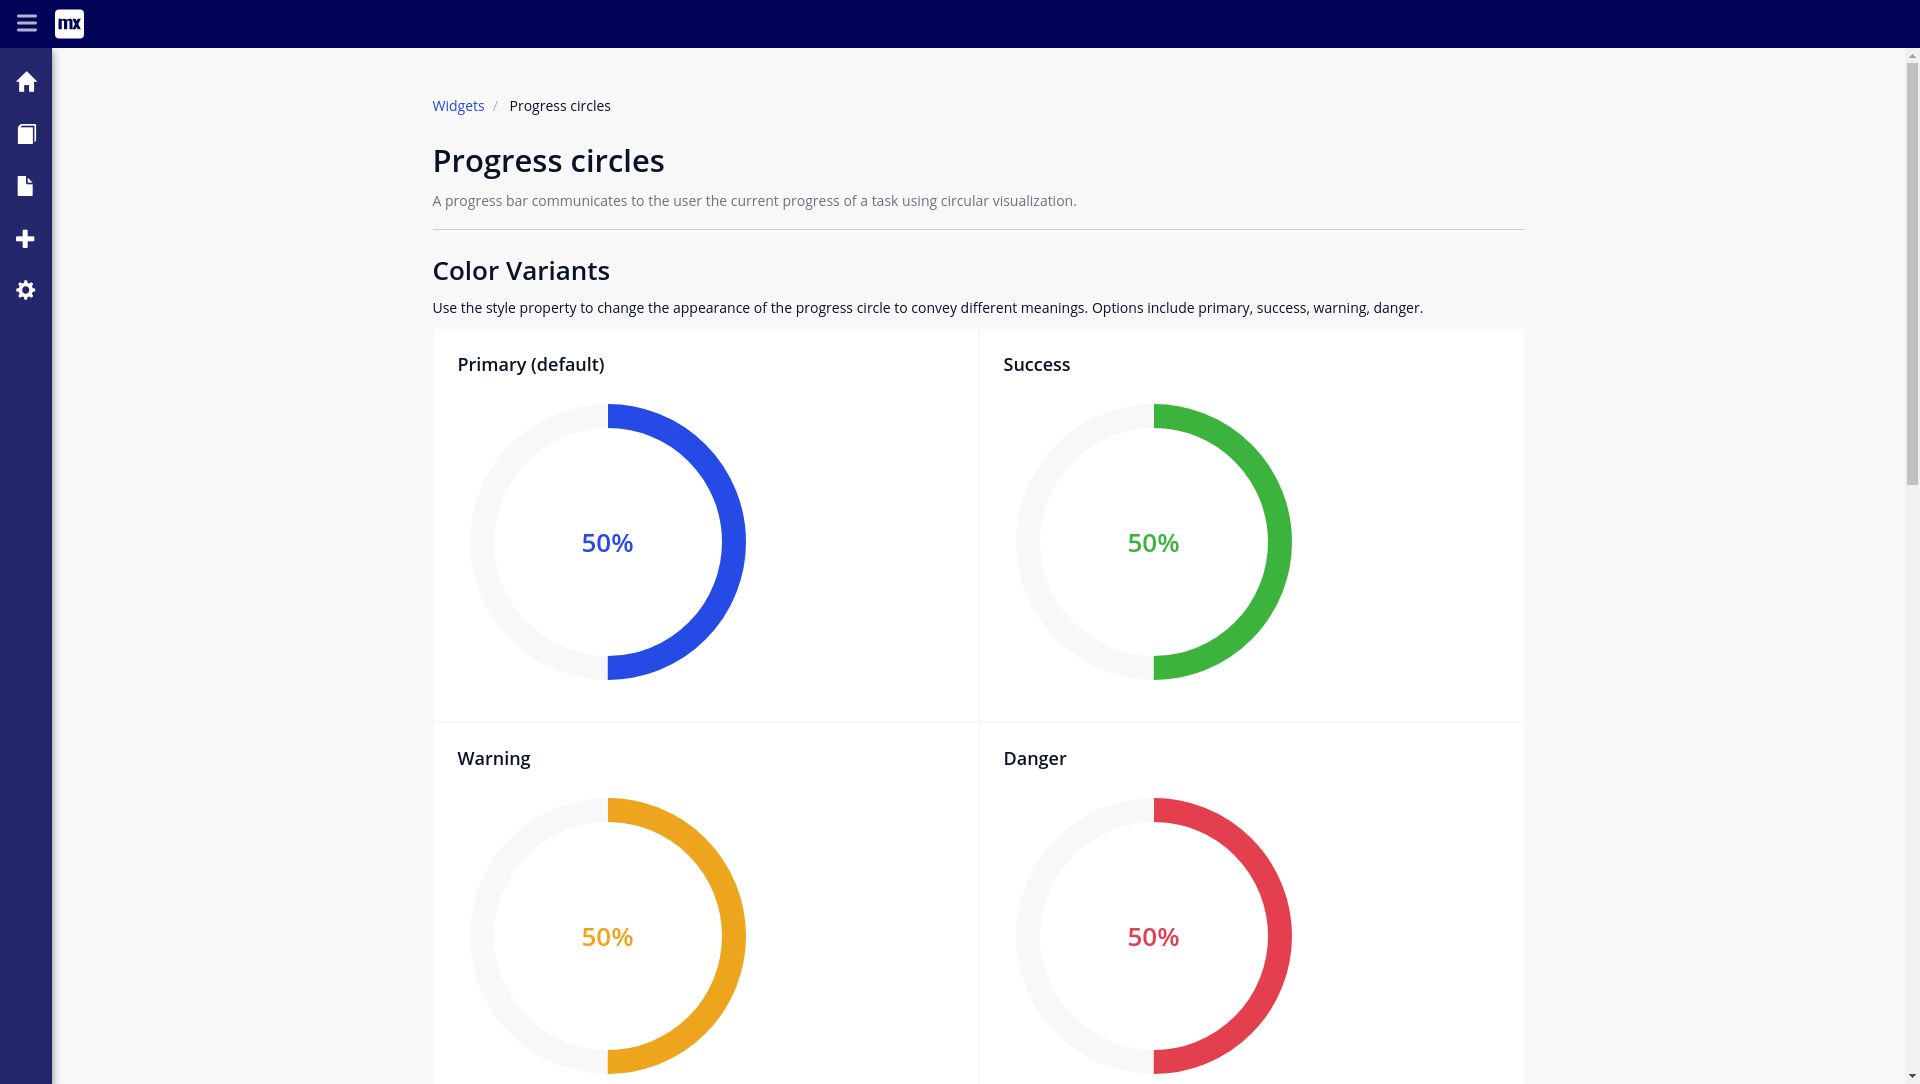 mx
Widgets / Progress circles
Progress circles
A progress bar communicates to the user the current progress of a task using circular visualization.
Color Variants
Use the style property to change the appearance of the progress circle to convey different meanings. Options include primary, success, warning, danger.
Primary (default)
50%
Success
50%
Warning
50%
Danger
50%